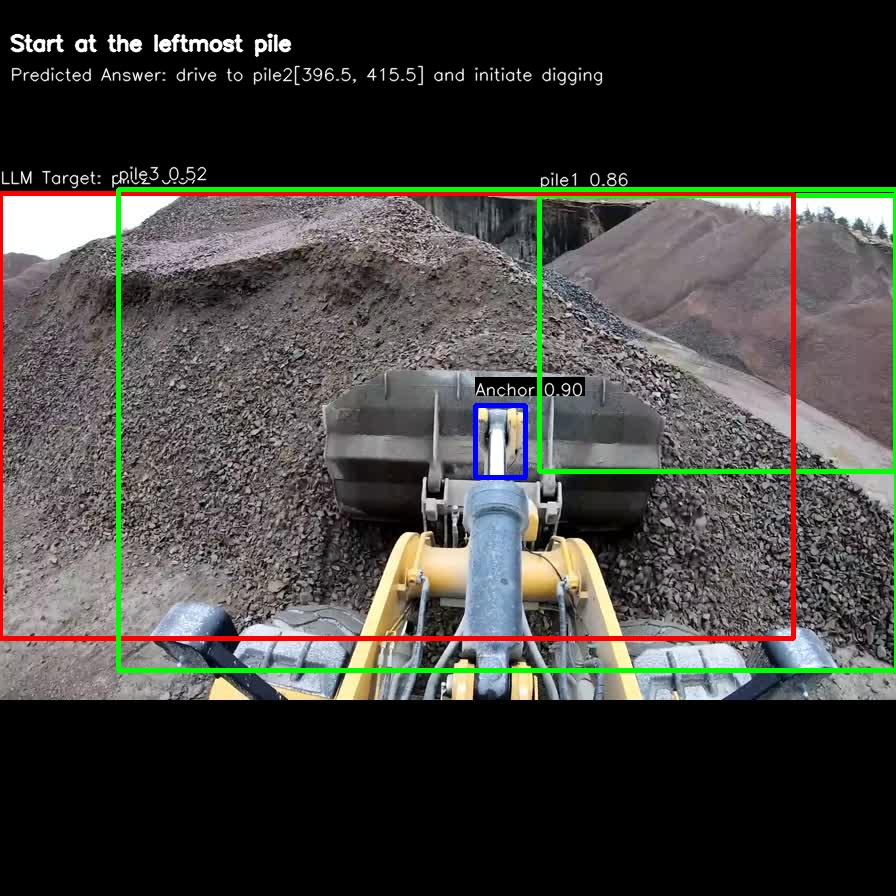 Start at the leftmost pile
Predicted Answer: drive to pile2[396.5, 415.5] and initiate digging
LLM Target:
pile3 0.52
pile1 0.86
Anchor 0.90